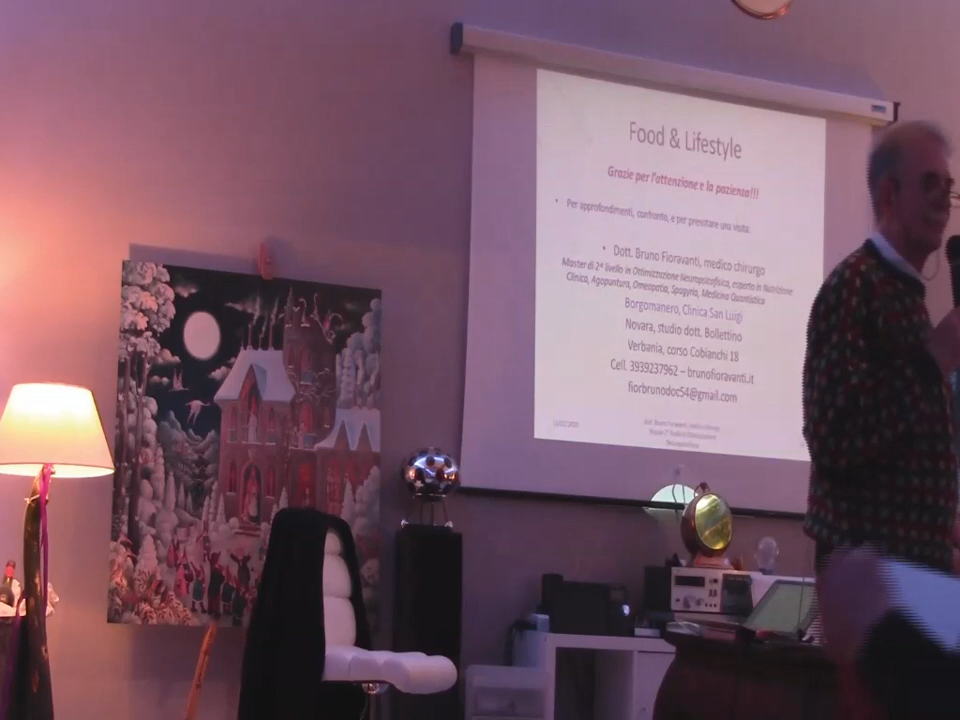 Food & Lifestyle
Grazie per l'attenzione e la pazienza!!!
• Per approfondimenti, confronto, e per prenotare una visita:
• Dott. Bruno Fioravanti, medico chirurgo
Master di 2° livello in Ottimizzazione Neuropsicofisica, esperto in Nutrizione
Clinica, Agopuntura, Omeopatia, Spagyria, Medicina Quantistica
Borgomanero, Clinica San Luigi
Novara, studio dott. Bollettino
Verbania, corso Cobianchi 18
Cell. 3939237962 – brunofioravanti.it
fiorbrunodoc54@gmail.com